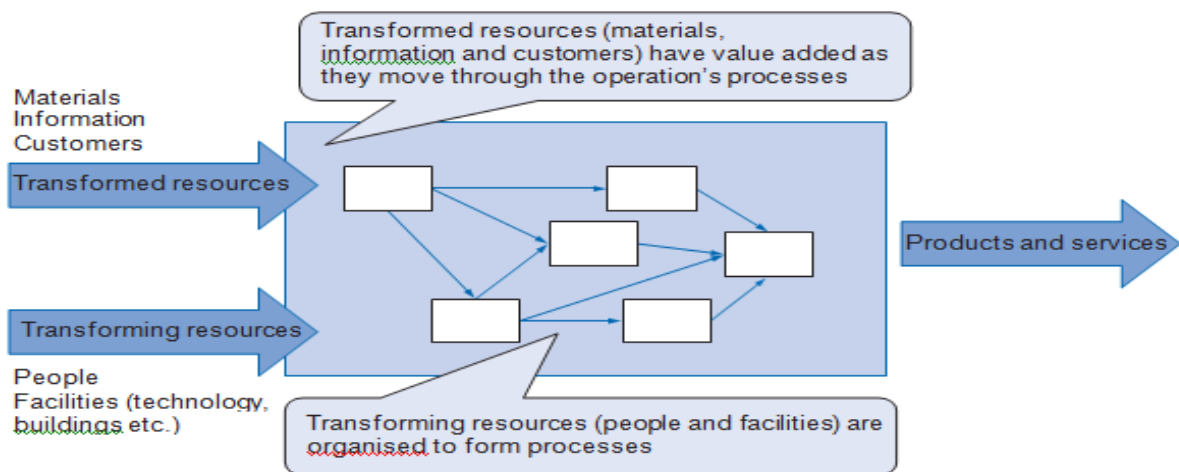 Transformed resources (materials,
information and customers) have value added as
they move through the operation's processes
Materials
Information
Customers
Transformed resources
Products and services
Transforming resources
People
Facilities (technology,
buildings etc.)
Transforming resources (people and facilities) are
organised to form processes